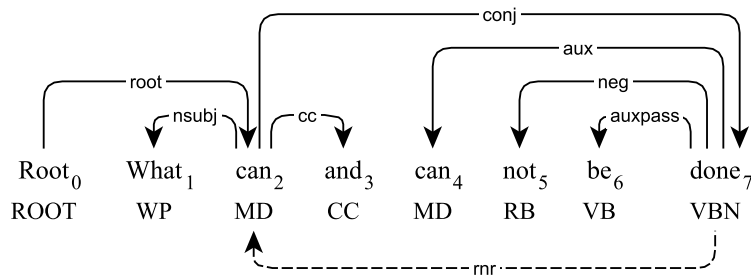 conj
aux
root
neg
nsubj
cc
auxpass
Root0 What1 can2 and3 can4 not5 be6 done7
ROOT WP MD CC MD RB VB VBN
rnr